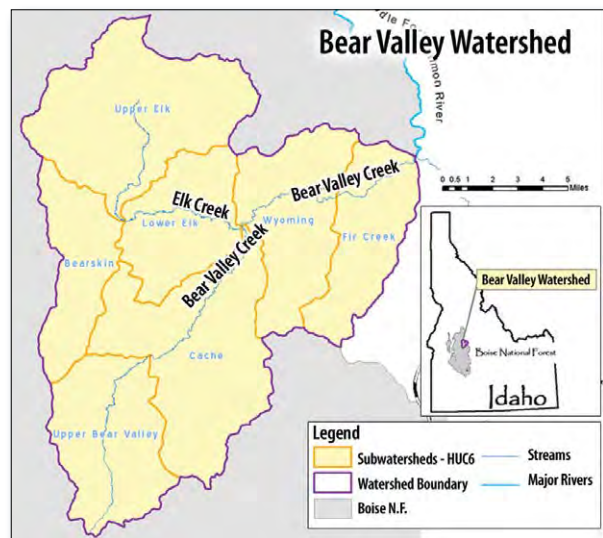 Bear Valley Watershed
Upper Elk
Elk Creek
Lower Elk
Bear Valley Creek
Wyoming
Fir Creek
Bearskin
Bear Valley Creek
Cache
Upper Bear Valley
River
0 0.5 1 2 3 4 5
Miles
Bear Valley Watershed
Boise National Forest
Idaho
Legend
Subwatersheds - HUC6
Streams
Watershed Boundary
Major Rivers
Boise N.F.